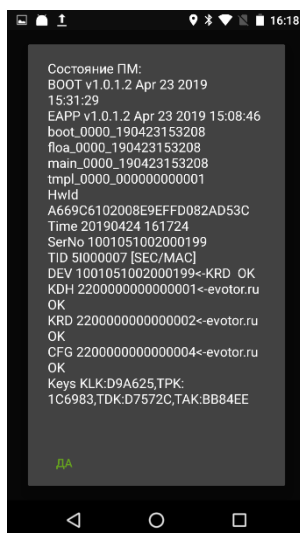 16:18
Состояние ПМ:
BOOT v1.0.1.2 Apr 23 2019
15:31:29
EAPP v1.0.1.2 Apr 23 2019 15:08:46
boot_0000_190423153208
floa_0000_190423153208
main_0000_190423153208
tmpl_0000_000000000001
HwId
A669C6102008E9EFFD082AD53C
Time 20190424 161724
SerNo 1001051002000199
TID 5I000007 [SEC/MAC]
DEV 1001051002000199<-KRD  OK
KDH 2200000000000001<-evotor.ru
OK
KRD 2200000000000002<-evotor.ru
OK
CFG 2200000000000004<-evotor.ru
OK
Keys KLK:D9A625,TPK:
1C6983,TDK:D7572C,TAK:BB84EE
ДА